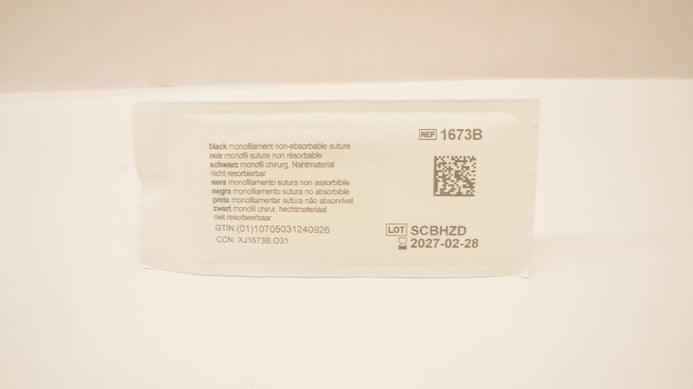 black monofilament non-absorbable suture
noir monofil suture non résorbable
schwarz monofil chirurg. Nahtmaterial
nicht resorbierbar
nera monofilamento sutura non assorbibile
negra monofilamento sutura no absorbible
preta monofilamentar sutura não absorvível
zwart monofil chirur. hechtmateriaal
niet resorbeerbaar
GTIN:(01)10705031240926
CCN: XJ1673B.O31
REF 1673B
LOT SCBHZD
2027-02-28